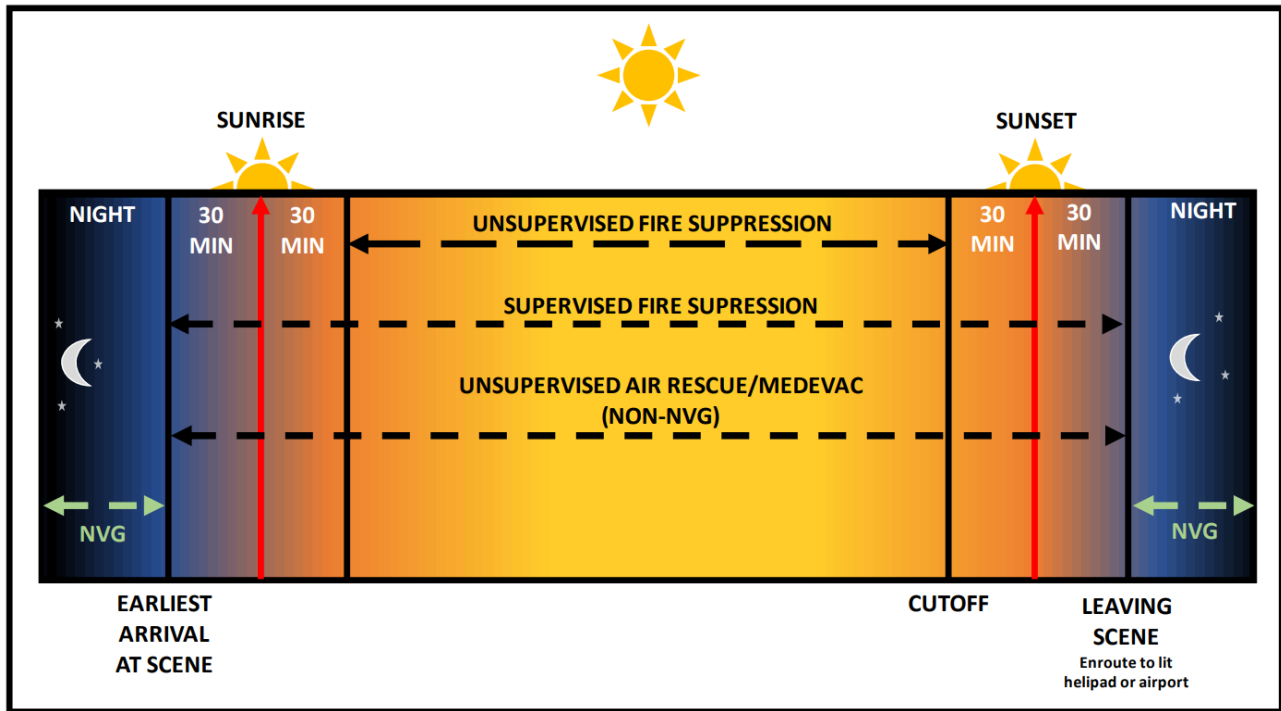 SUNRISE
SUNSET
NIGHT
30
MIN
30
MIN
UNSUPERVISED FIRE SUPPRESSION
30
MIN
30
MIN
NIGHT
SUPERVISED FIRE SUPRESSION
UNSUPERVISED AIR RESCUE/MEDEVAC
(NON-NVG)
NVG
NVG
EARLIEST
ARRIVAL
AT SCENE
CUTOFF
LEAVING
SCENE
Enroute to lit
helipad or airport